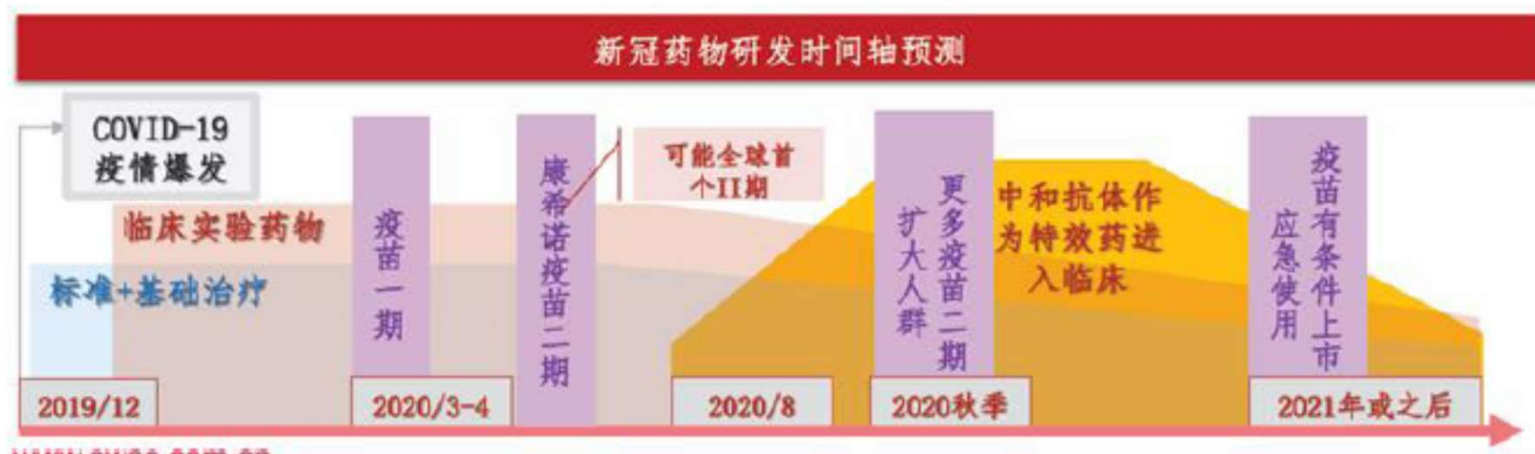 新冠药物研发时间轴预测
COVID-19
疫情爆发
临床实验药物
标准+基础治疗
疫苗一期
康希诺疫苗二期
可能全球首
个II期
更多疫苗二期
扩大人群
中和抗体作
为特效药进
入临床
疫苗有条件上市
应急使用
2019/12
2020/3-4
2020/8
2020秋季
2021年或之后